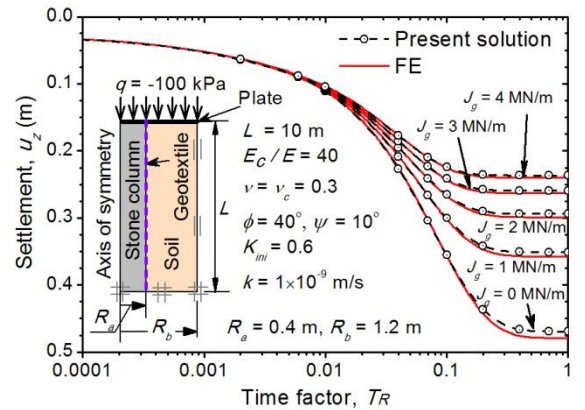 0.1
0.2
0.3
0.4
0.5
0.0001
0.001
0.01
0.1
1
Settlement, u_z (m)
Time factor, T_R
Present solution
FE
q = -100 kPa
Plate
Axis of symmetry
Stone column
Soil
Geotextile
L
R_a
R_b
L = 10 m
E_c / E = 40
ν = ν_c = 0.3
ϕ = 40°, ψ = 10°
K_ini = 0.6
k = 1×10⁻⁹ m/s
R_a = 0.4 m, R_b = 1.2 m
J_g = 4 MN/m
J_g = 3 MN/m
J_g = 2 MN/m
J_g = 1 MN/m
J_g = 0 MN/m